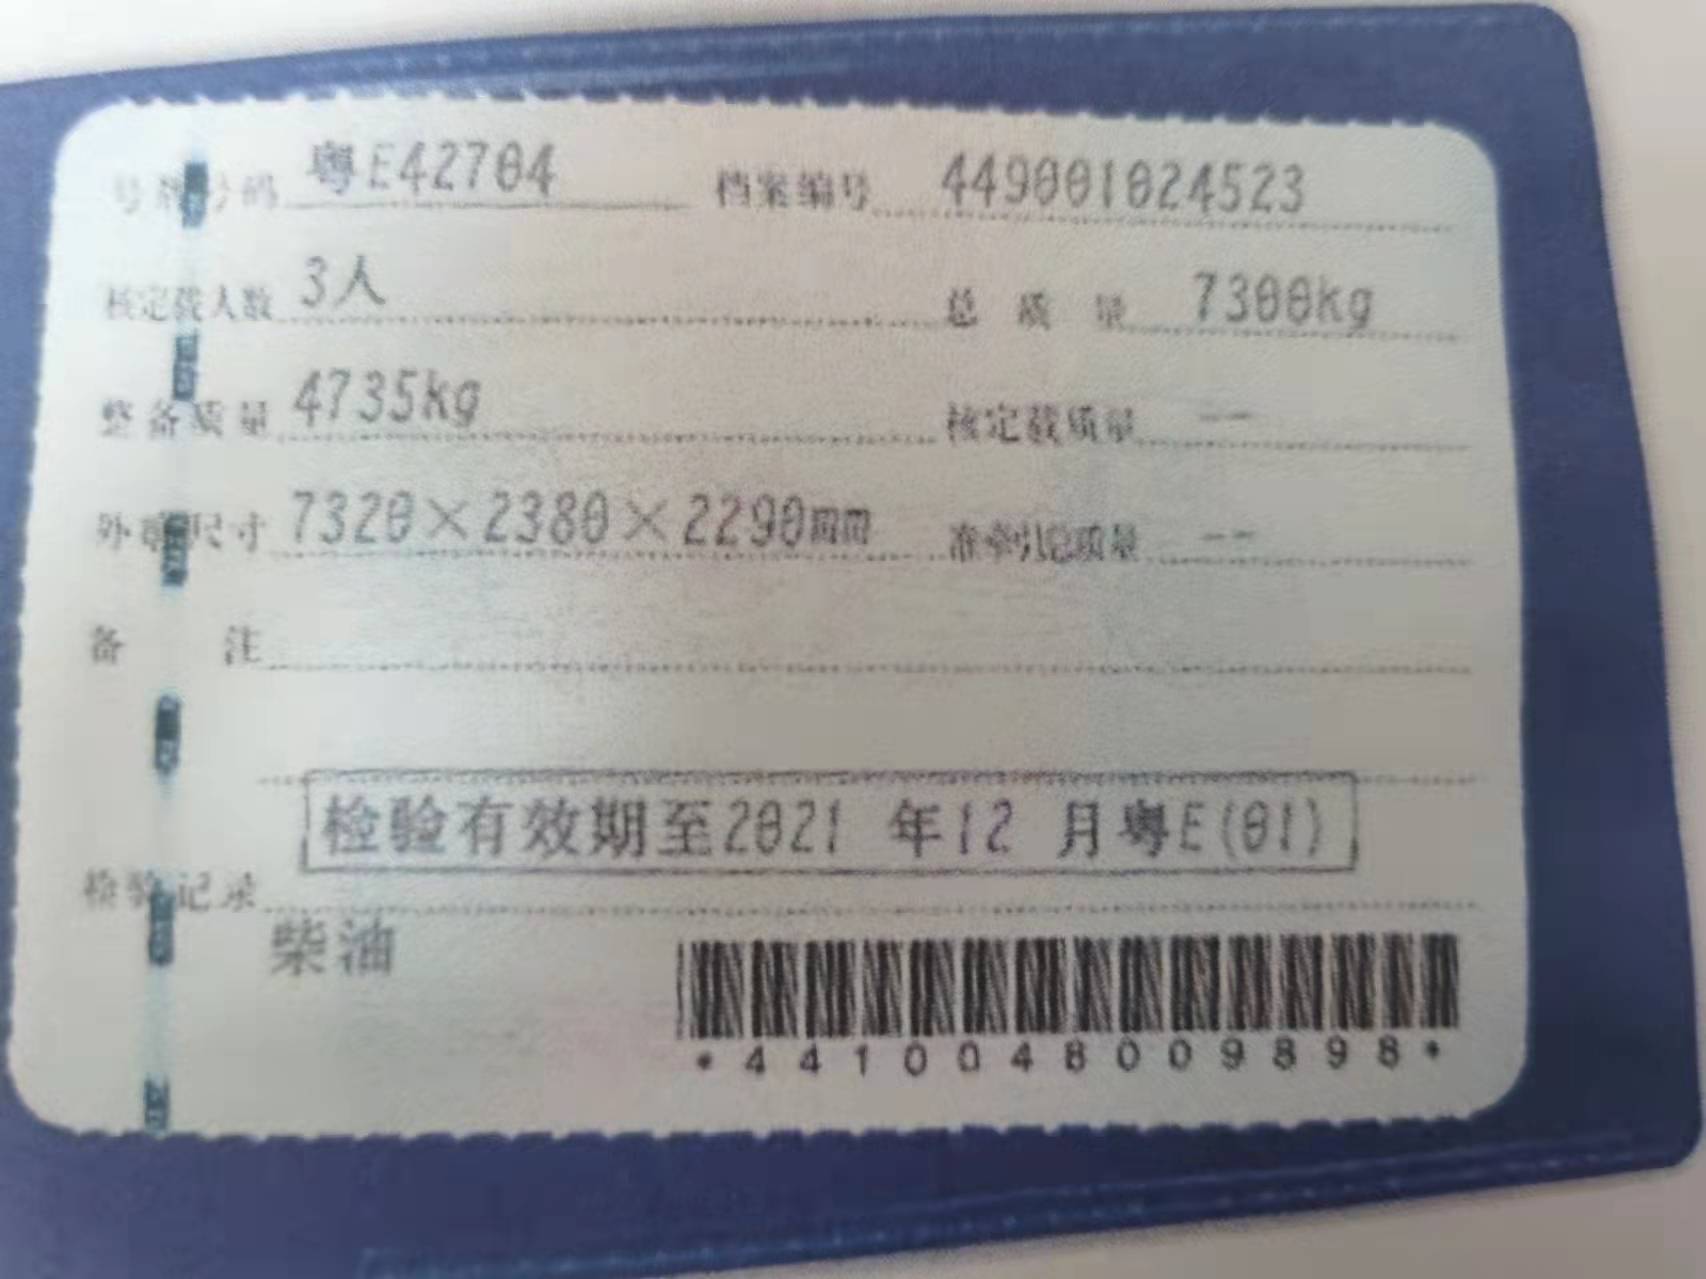 号牌号码 粤E42704 档案编号 449001024523
核定载人数 3人 总质量 7300kg
整备质量 4735kg 核定载质量 --
外廓尺寸 7320×2380×2290mm 准牵引总质量 --
备注
检验有效期至2021 年12 月粤E(01)
检验记录
柴油
*4410048009898*